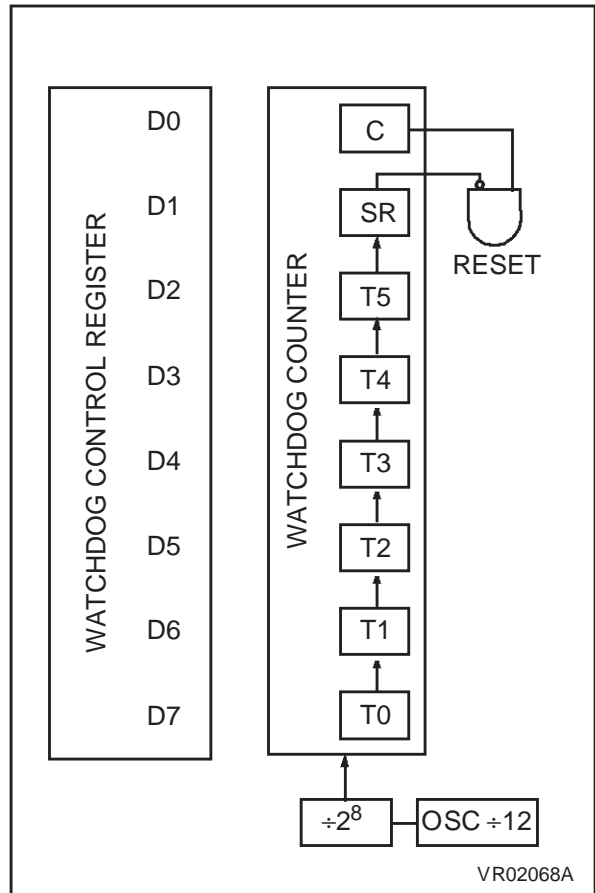 WATCHDOG CONTROL REGISTER
D0
D1
D2
D3
D4
D5
D6
D7
WATCHDOG COUNTER
C
SR
T5
T4
T3
T2
T1
T0
RESET
÷2⁸
OSC ÷12
VR02068A